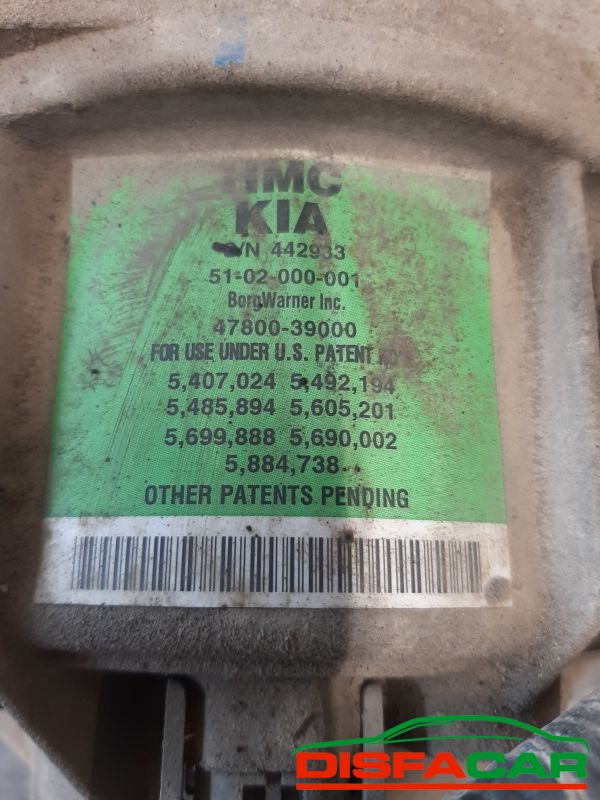 HMC
KIA
S/N 442933
51-02-000-001
BorgWarner Inc.
47800-39000
FOR USE UNDER U.S. PATENT
5,407,024 5,492,194
5,485,894 5,605,201
5,699,888 5,690,002
5,884,738
OTHER PATENTS PENDING
DISFACAR